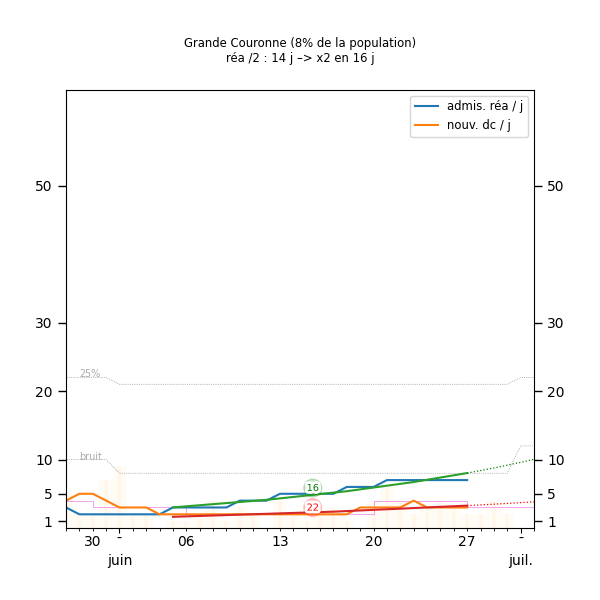 Grande Couronne (8% de la population)
réa /2 : 14 j –> x2 en 16 j
admis. réa / j
nouv. dc / j
50 50
30 30
25%
20 20
bruit
10 10
16
5 5
22
1 1
30 - 06 13 20 27 -
juin juil.